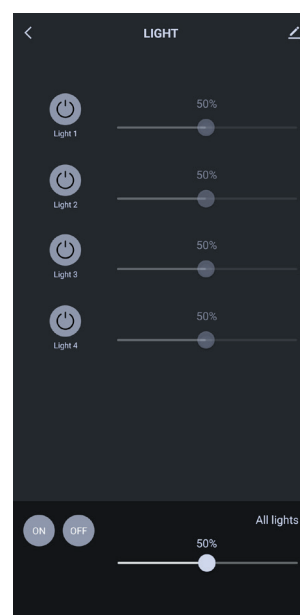 LIGHT
50%
Light 1
50%
Light 2
50%
Light 3
50%
Light 4
All lights
ON OFF
50%